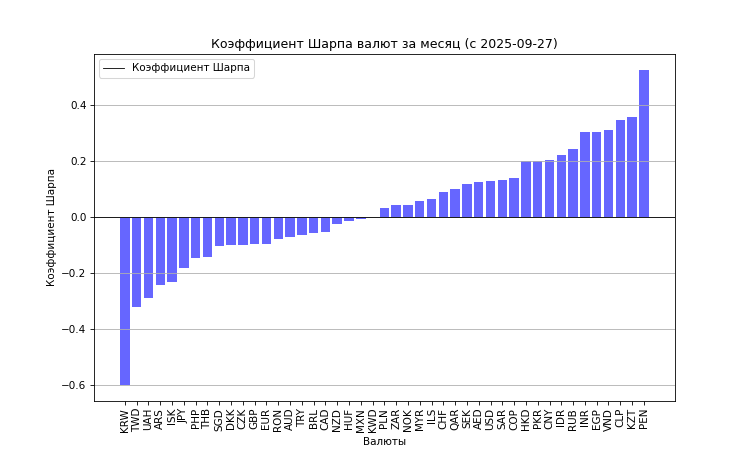 Коэффициент Шарпа валют за месяц (с 2025-09-27)
Коэффициент Шарпа
Коэффициент Шарпа
0.4
0.2
0.0
−0.2
−0.4
−0.6
KRW TWD UAH ARS ISK JPY PHP THB SGD DKK CZK GBP EUR RON AUD TRY BRL CAD NZD HUF MXN KWD PLN ZAR NOK MYR ILS CHF QAR SEK AED USD SAR COP HKD PKR CNY IDR RUB INR EGP VND CLP KZT PEN
Валюты